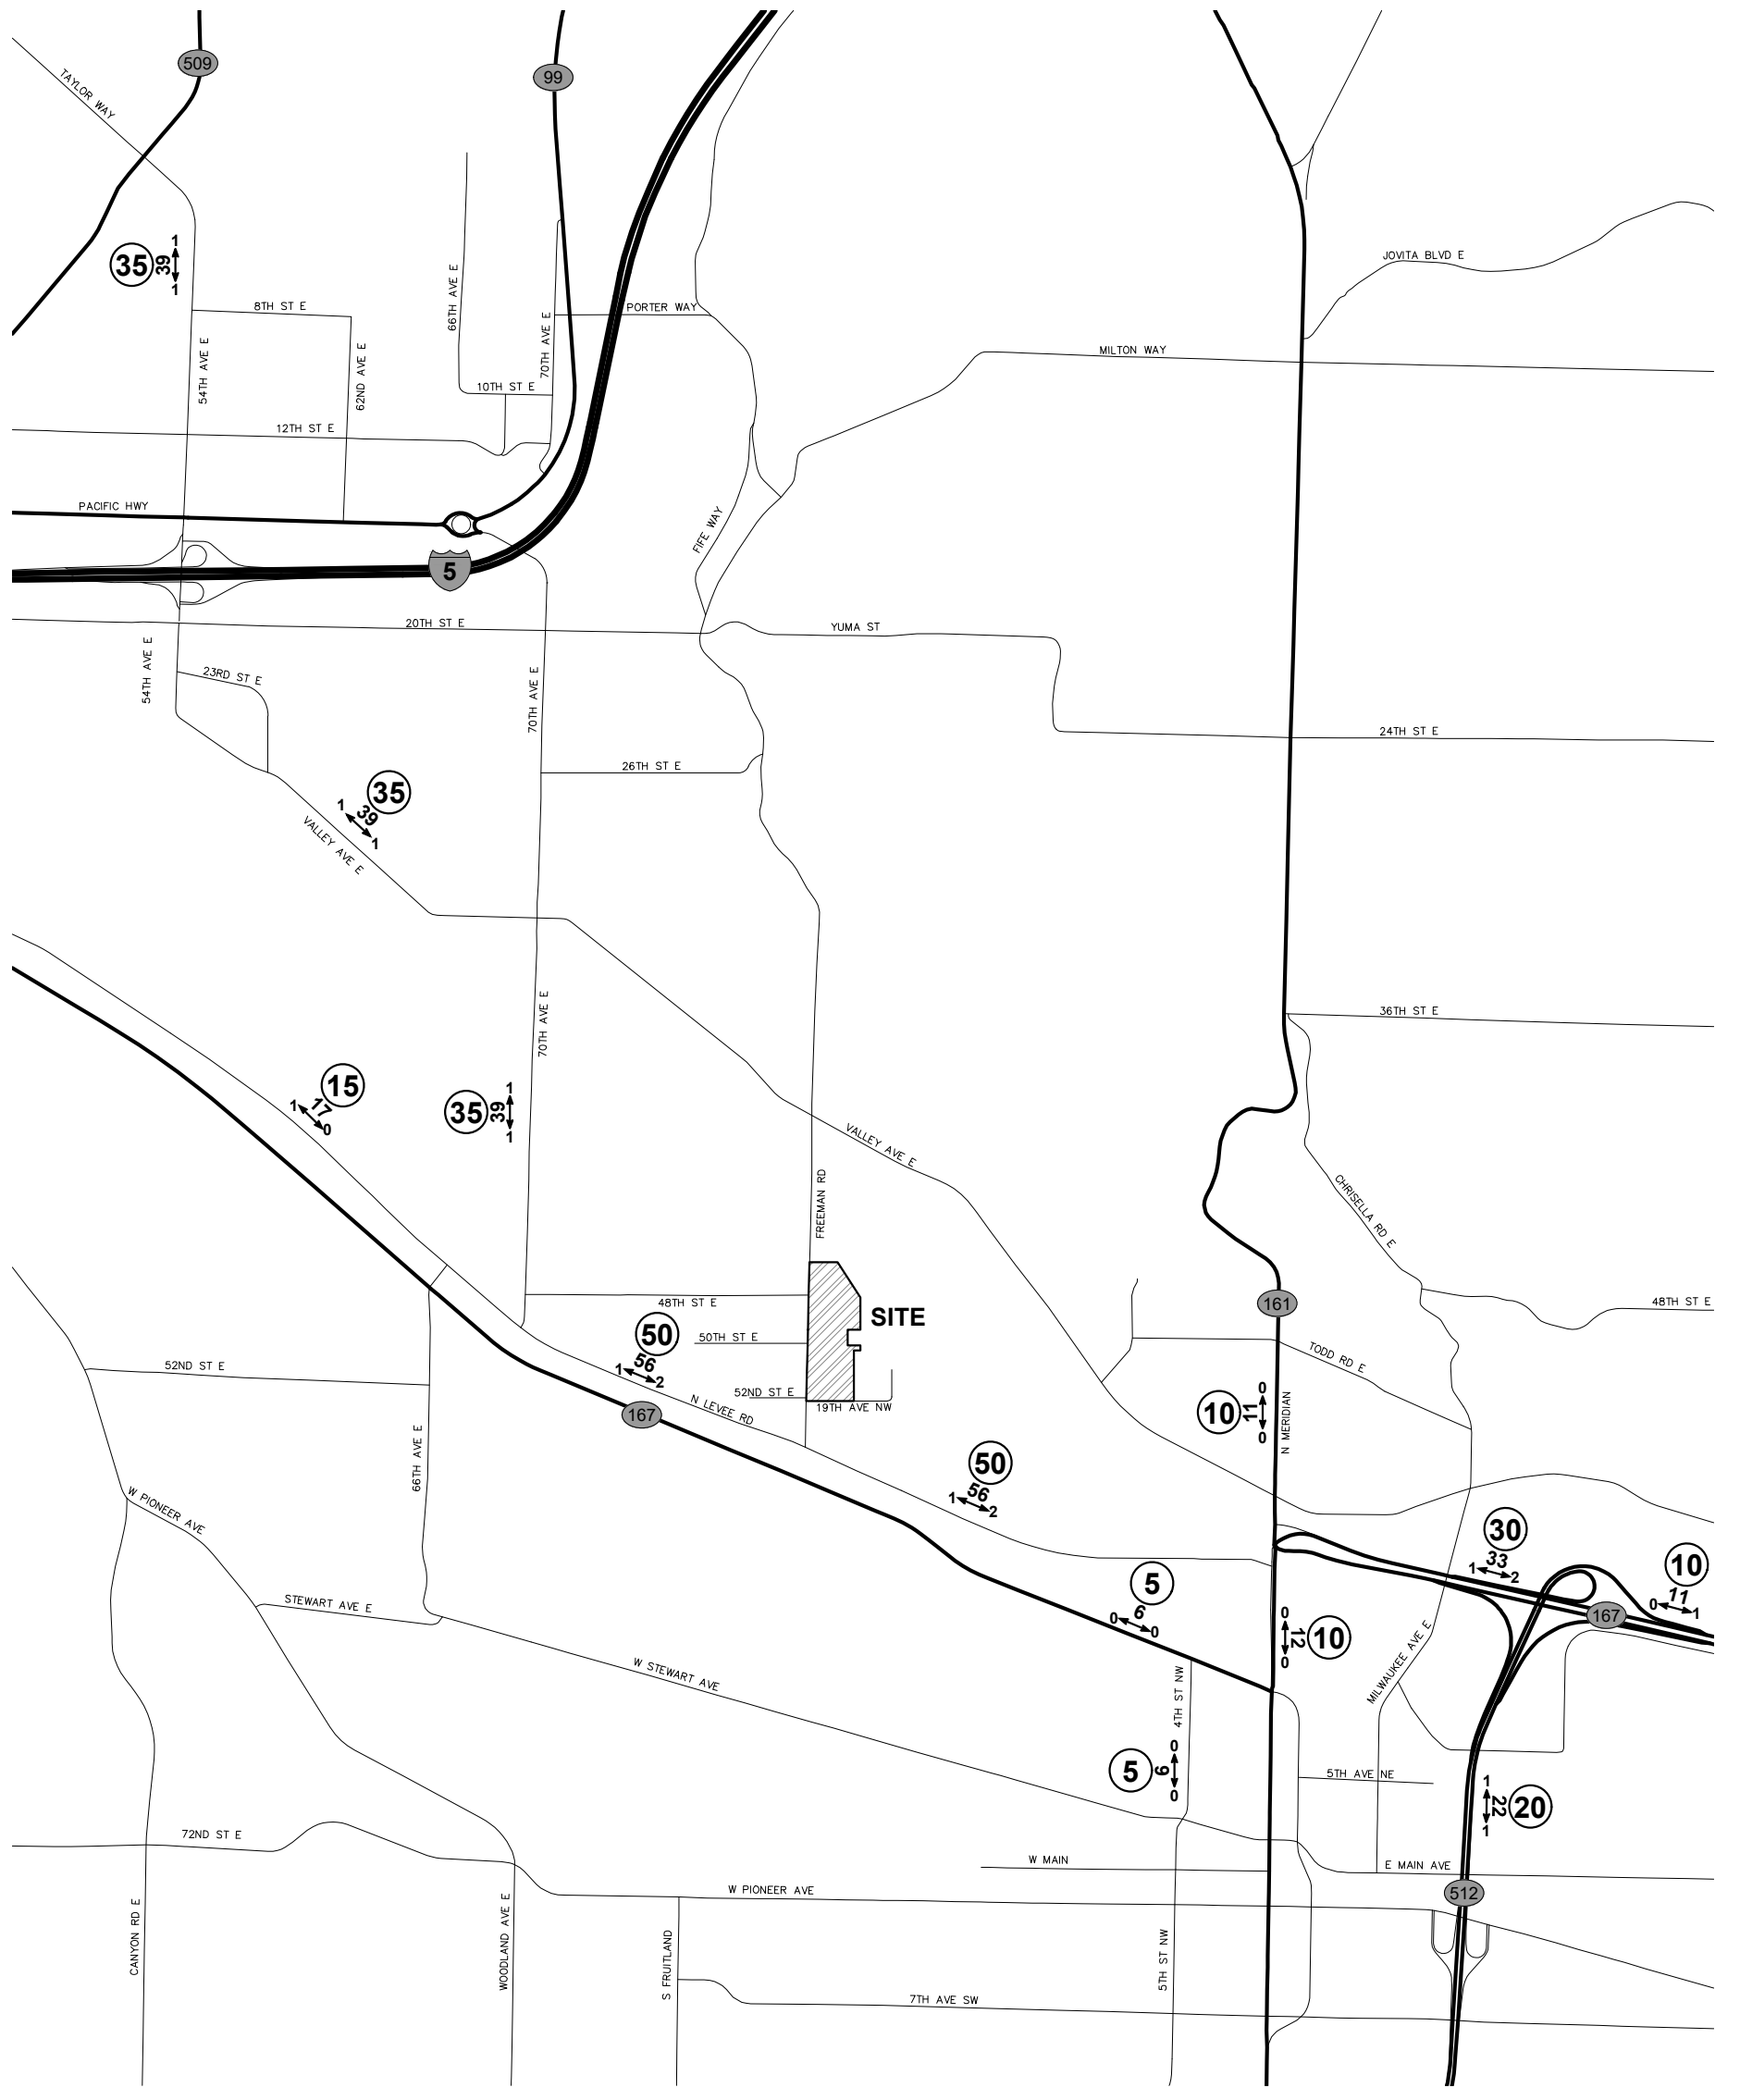 509
99
TAYLOR WAY
1
35
39
1
66TH AVE E
JOVITA BLVD E
8TH ST E
PORTER WAY
54TH AVE E
62ND AVE E
70TH AVE E
MILTON WAY
10TH ST E
12TH ST E
PACIFIC HWY
FIFE WAY
5
20TH ST E
YUMA ST
54TH AVE E
23RD ST E
70TH AVE E
24TH ST E
26TH ST E
35
1
39
1
VALLEY AVE E
36TH ST E
70TH AVE E
15
1
17
0
1
35
39
1
VALLEY AVE E
FREEMAN RD
CHRISELLA RD E
161
48TH ST E
48TH ST E
SITE
50
50TH ST E
1
56
2
TODD RD E
52ND ST E
52ND ST E
19TH AVE NW
N LEVEE RD
167
0
10
11
0
N MERIDIAN
66TH AVE E
50
1
56
2
W PIONEER AVE
30
1
33
2
10
0
11
1
5
0
6
0
STEWART AVE E
0
12
10
0
167
MILWAUKEE AVE E
W STEWART AVE
4TH ST NW
0
5
6
0
5TH AVE NE
1
22
20
1
72ND ST E
W MAIN
E MAIN AVE
W PIONEER AVE
512
CANYON RD E
WOODLAND AVE E
S FRUITLAND
5TH ST NW
7TH AVE SW